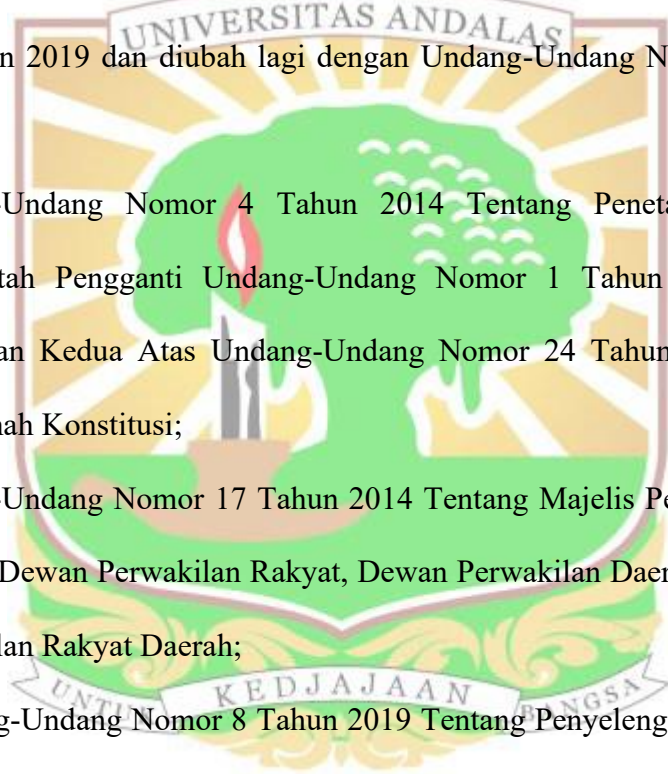 UNIVERSITAS ANDALAS
n 2019 dan diubah lagi dengan Undang-Undang N
-Undang Nomor 4 Tahun 2014 Tentang Peneta
tah Pengganti Undang-Undang Nomor 1 Tahun
an Kedua Atas Undang-Undang Nomor 24 Tahun
ah Konstitusi;
-Undang Nomor 17 Tahun 2014 Tentang Majelis Pe
Dewan Perwakilan Rakyat, Dewan Perwakilan Daer
lan Rakyat Daerah;
UNTUK KEDJAJAAN BANGSA
g-Undang Nomor 8 Tahun 2019 Tentang Penyeleng